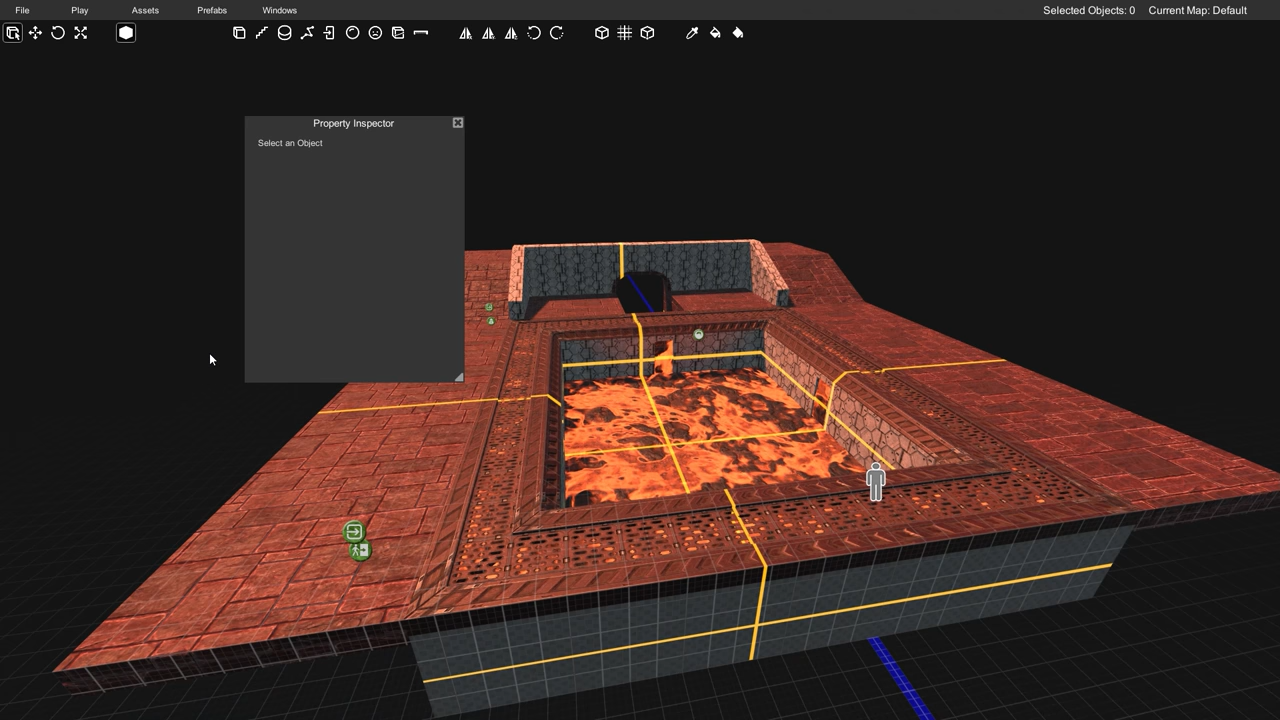 File Play Assets Prefabs Windows Selected Objects: 0 Current Map: Default
Property Inspector
Select an Object